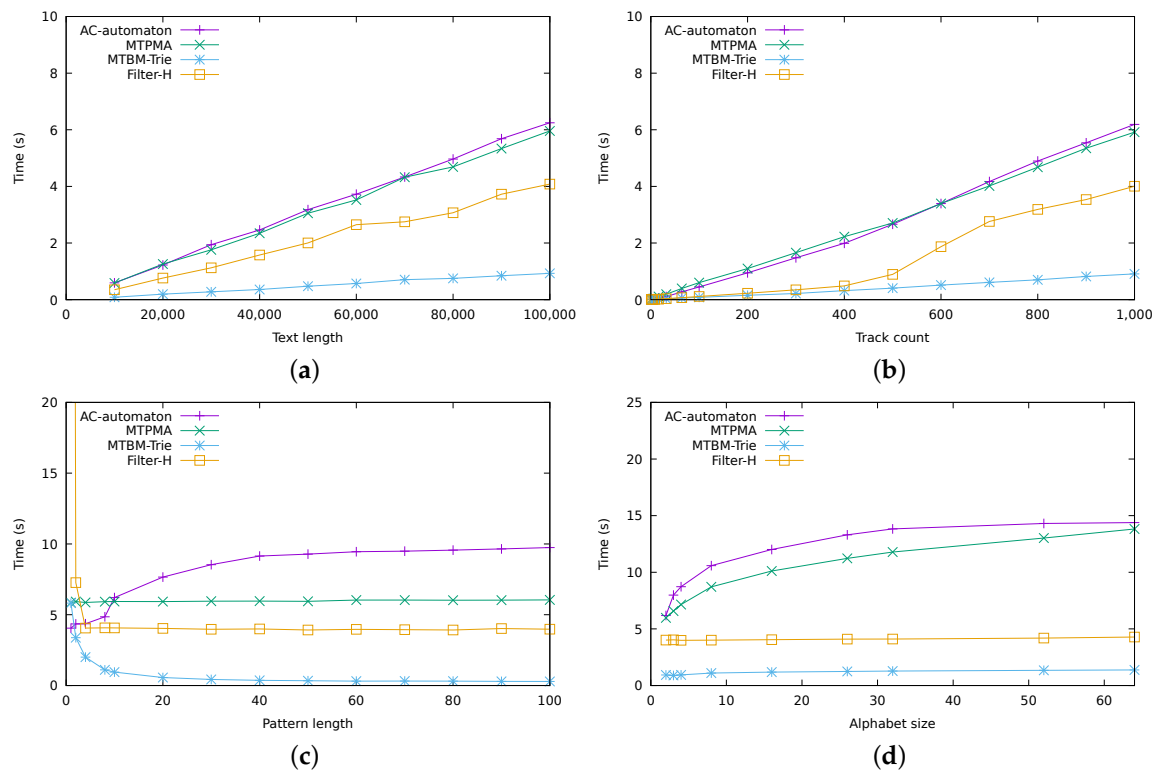 10
8
6
4
2
0
Time (s)
AC-automaton
MTPMA
MTBM-Trie
Filter-H
20,000 40,000 60,000 80,000 100,000
Text length
(a)
10
8
6
4
2
0
Time (s)
AC-automaton
MTPMA
MTBM-Trie
Filter-H
0 200 400 600 800 1,000
Track count
(b)
20
15
10
5
0
Time (s)
AC-automaton
MTPMA
MTBM-Trie
Filter-H
0 20 40 60 80 100
Pattern length
(c)
25
20
15
10
5
0
Time (s)
AC-automaton
MTPMA
MTBM-Trie
Filter-H
0 10 20 30 40 50 60
Alphabet size
(d)